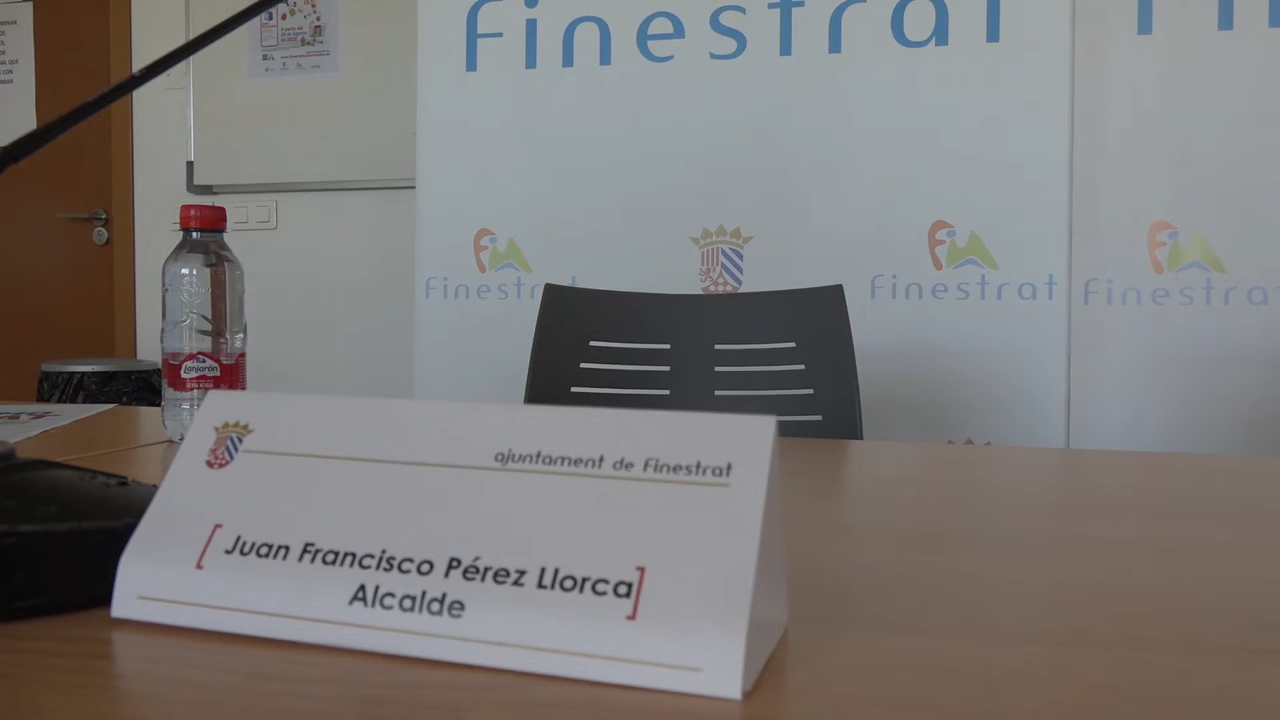 Finestrat
Finestrat
Finestrat
Finestrat
Lanjarón
ajuntament de Finestrat
[Juan Francisco Pérez Llorca]
Alcalde